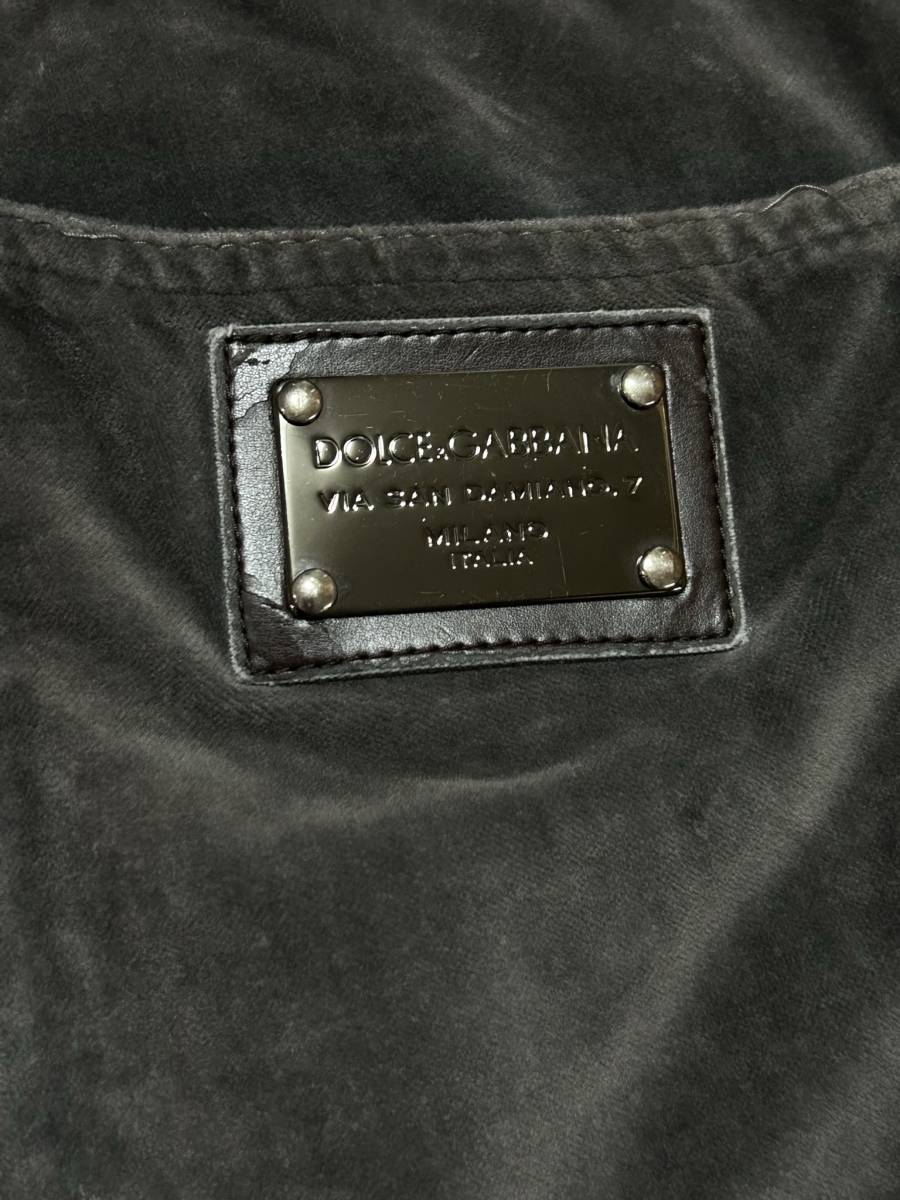 DOLCE&GABBANA
VIA SAN DAMIANO, 7
MILANO
ITALIA